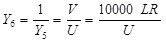 Y₆ = 1/Y₅ = V/U = 10000 LR/U